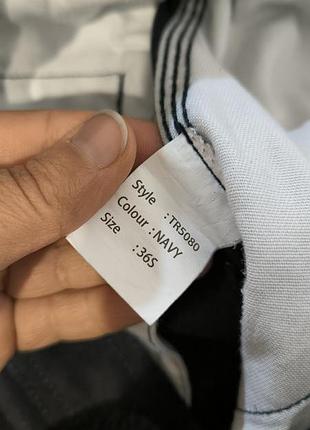 Style : TR5080
Colour : NAVY
Size : 36S